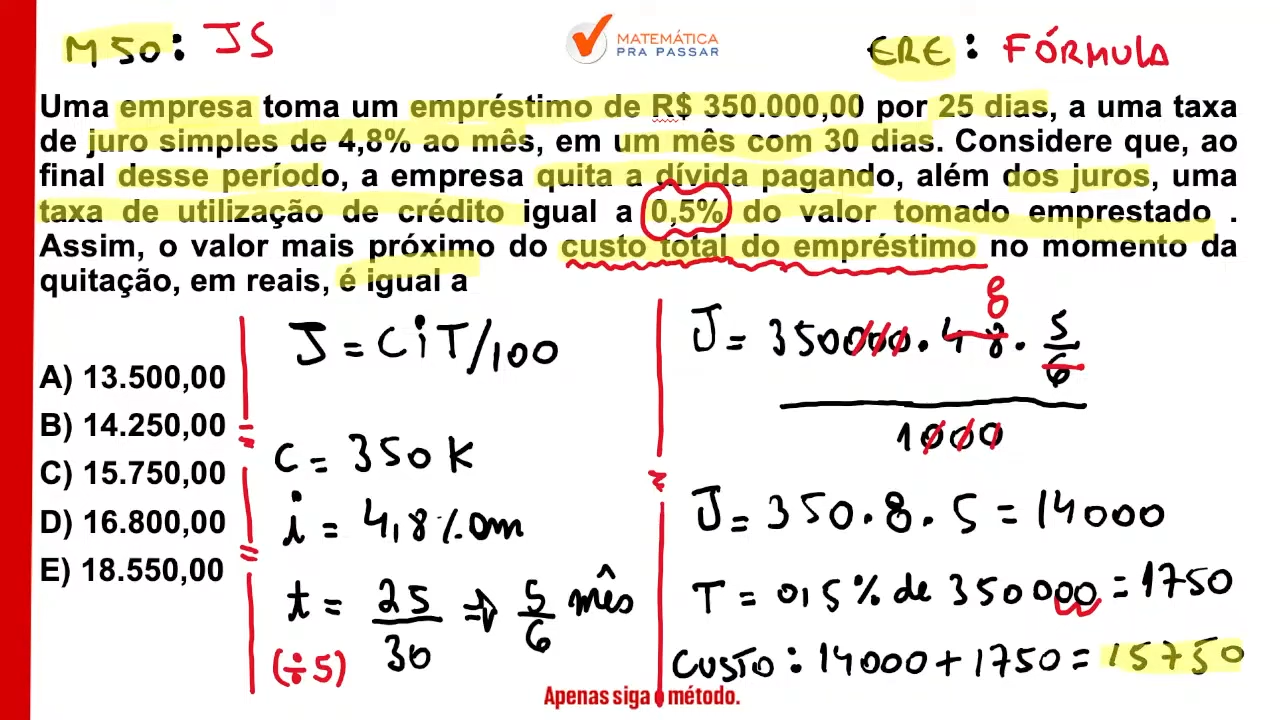 M50: JS
MATEMÁTICA
PRA PASSAR
ERE: FÓRMULA
Uma empresa toma um empréstimo de R$ 350.000,00 por 25 dias, a uma taxa
de juro simples de 4,8% ao mês, em um mês com 30 dias. Considere que, ao
final desse período, a empresa quita a dívida pagando, além dos juros, uma
taxa de utilização de crédito igual a 0,5% do valor tomado emprestado .
Assim, o valor mais próximo do custo total do empréstimo no momento da
quitação, em reais, é igual a
A) 13.500,00
B) 14.250,00
C) 15.750,00
D) 16.800,00
E) 18.550,00
J = CiT/100
C = 350 K
i = 4,8% am
t = 25/30 ⇒ 5/6 mês
(÷5)
8
J = 350000 . 48 . 5/6
1000
J = 350 . 8 . 5 = 14000
T = 0,5% de 350000 = 1750
CUSTO: 14000 + 1750 = 15750
Apenas siga o método.